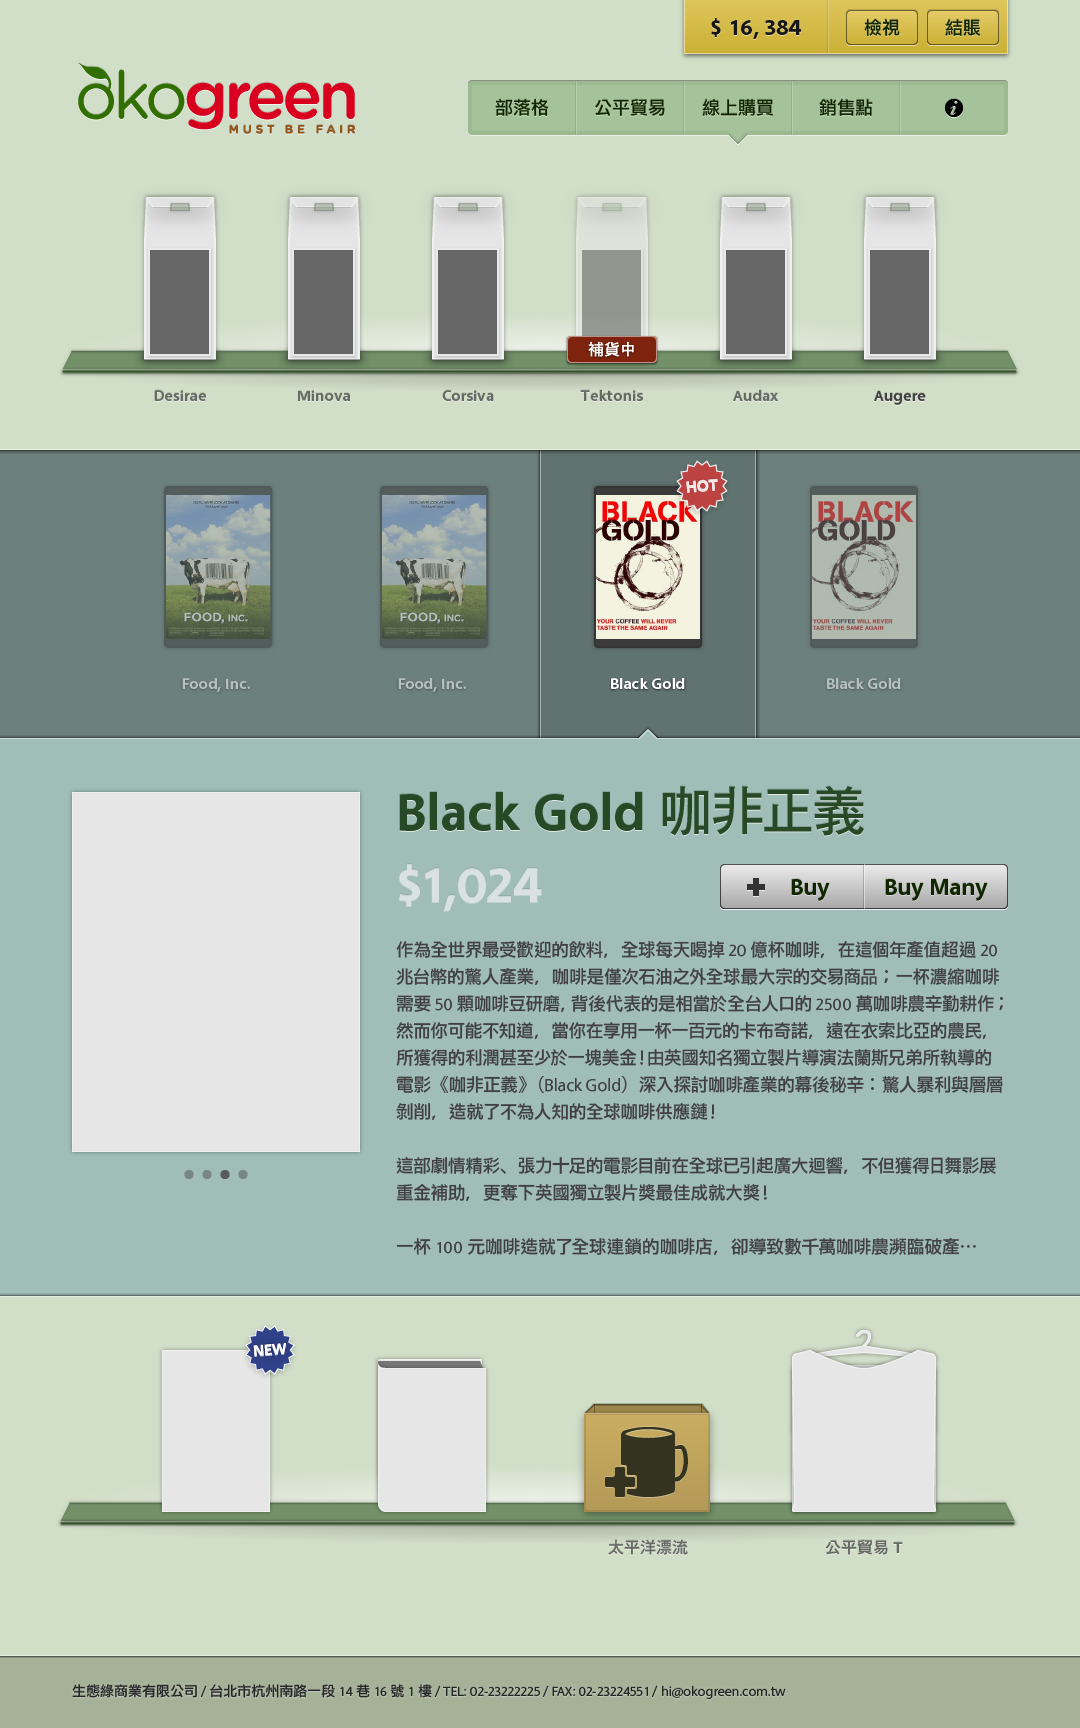 $ 16, 384
檢視
結賬
ökogreen
MUST BE FAIR
部落格
公平貿易
線上購買
銷售點
i
補貨中
Desirae
Minova
Corsiva
Tektonis
Audax
Augere
HOT
FOOD, INC.
FOOD, INC.
BLACK
GOLD
YOUR COFFEE WILL NEVER
TASTE THE SAME AGAIN
BLACK
GOLD
YOUR COFFEE WILL NEVER
TASTE THE SAME AGAIN
Food, Inc.
Food, Inc.
Black Gold
Black Gold
Black Gold 咖非正義
$1,024
Buy
Buy Many
作為全世界最受歡迎的飲料，全球每天喝掉 20 億杯咖啡，在這個年產值超過 20
兆台幣的驚人產業，咖啡是僅次石油之外全球最大宗的交易商品；一杯濃縮咖啡
需要 50 顆咖啡豆研磨, 背後代表的是相當於全台人口的 2500 萬咖啡農辛勤耕作；
然而你可能不知道，當你在享用一杯一百元的卡布奇諾，遠在衣索比亞的農民，
所獲得的利潤甚至少於一塊美金！由英國知名獨立製片導演法蘭斯兄弟所執導的
電影《咖非正義》（Black Gold）深入探討咖啡產業的幕後秘辛：驚人暴利與層層
剝削，造就了不為人知的全球咖啡供應鏈！
這部劇情精彩、張力十足的電影目前在全球已引起廣大迴響，不但獲得日舞影展
重金補助，更奪下英國獨立製片獎最佳成就大獎！
一杯 100 元咖啡造就了全球連鎖的咖啡店，卻導致數千萬咖啡農瀕臨破產⋯
NEW
太平洋漂流
公平貿易 T
生態綠商業有限公司 / 台北市杭州南路一段 14 巷 16 號 1 樓 / TEL: 02-23222225 / FAX: 02-23224551 / hi@okogreen.com.tw